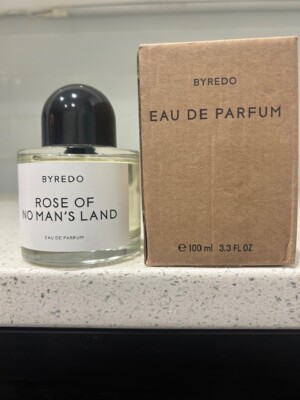 BYREDO
ROSE OF
NO MAN'S LAND
EAU DE PARFUM
BYREDO
EAU DE PARFUM
℮ 100 ml 3.3 FL OZ